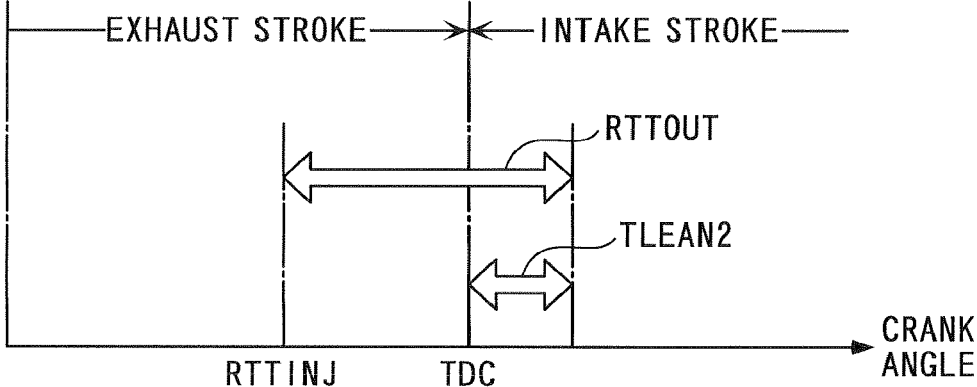 EXHAUST STROKE
INTAKE STROKE
RTTOUT
TLEAN2
CRANK
ANGLE
RTTINJ
TDC